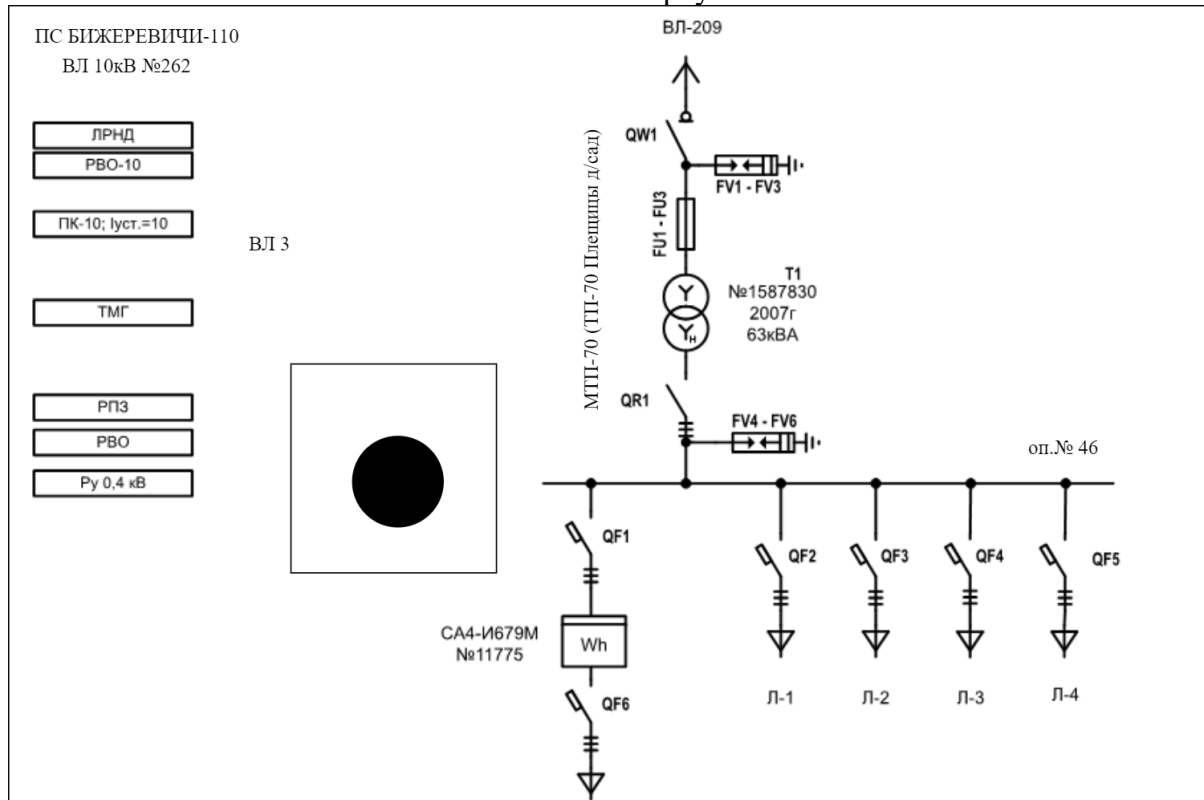 ПС БИЖЕРЕВИЧИ-110
ВЛ 10кВ №262
ЛРНД
РВО-10
ПК-10; Iуст.=10
ТМГ
РПЗ
РВО
Ру 0,4 кВ
ВЛ 3
МТП-70 (ТП-70 Плещицы д/сад)
ВЛ-209
QW1
FV1 - FV3
FU1 - FU3
T1
№1587830
2007г
63кВА
Y
Yн
QR1
FV4 - FV6
оп.№ 46
QF1
QF2
QF3
QF4
QF5
СА4-И679М
№11775
Wh
QF6
Л-1
Л-2
Л-3
Л-4